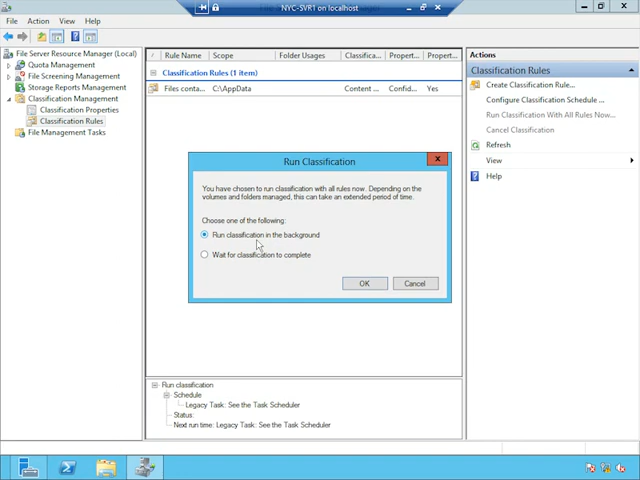 NYC-SVR1 on localhost
File Action View Help
File Server Resource Manager (Local)
Quota Management
File Screening Management
Storage Reports Management
Classification Management
Classification Properties
Classification Rules
File Management Tasks
Rule Name Scope Folder Usages Classifica... Propert... Propert...
Classification Rules (1 item)
Files conta... C:\AppData Content ... Confid... Yes
Run Classification
You have chosen to run classification with all rules now. Depending on the
volumes and folders managed, this can take an extended period of time.
Choose one of the following:
Run classification in the background
Wait for classification to complete
OK Cancel
Run classification
Schedule
Legacy Task: See the Task Scheduler
Status:
Next run time: Legacy Task: See the Task Scheduler
Actions
Classification Rules
Create Classification Rule...
Configure Classification Schedule ...
Run Classification With All Rules Now...
Cancel Classification
Refresh
View
Help